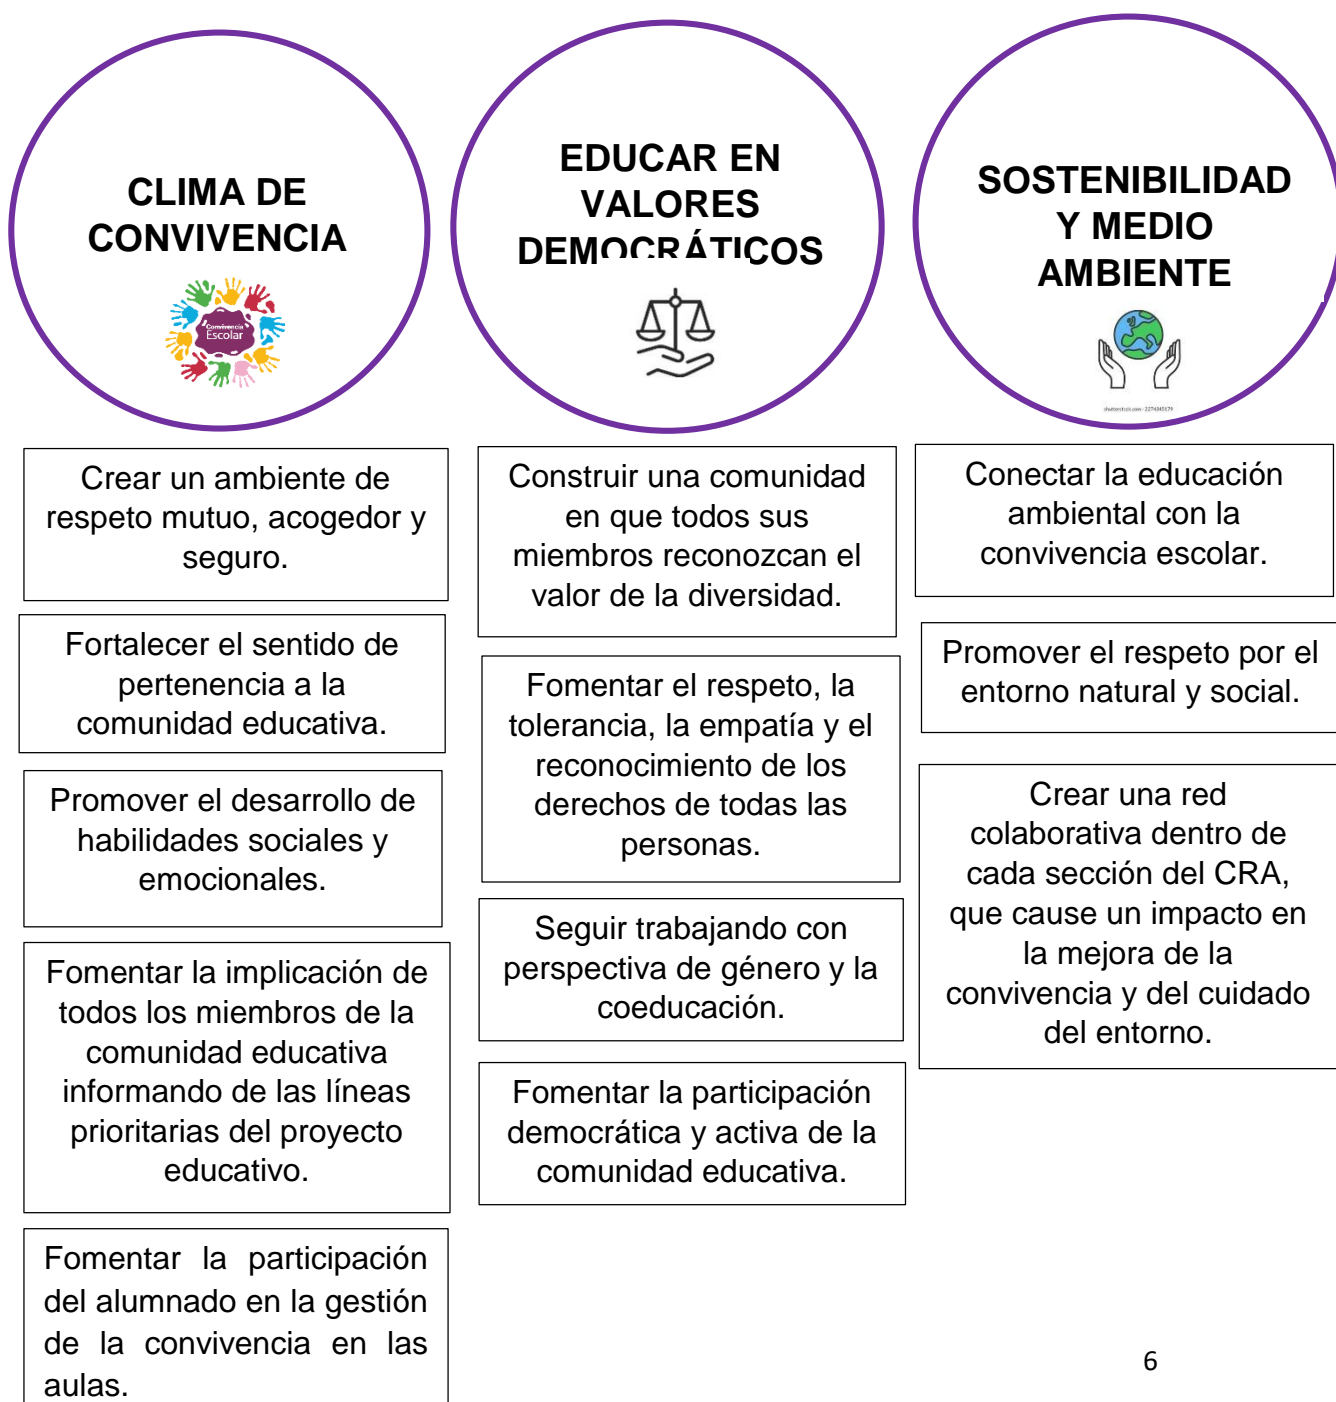 CLIMA DE
CONVIVENCIA
Convivencia
Escolar
Crear un ambiente de
respeto mutuo, acogedor y
seguro.
Fortalecer el sentido de
pertenencia a la
comunidad educativa.
Promover el desarrollo de
habilidades sociales y
emocionales.
Fomentar la implicación de
todos los miembros de la
comunidad educativa
informando de las líneas
prioritarias del proyecto
educativo.
Fomentar la participación
del alumnado en la gestión
de la convivencia en las
aulas.
EDUCAR EN
VALORES
DEMOCRÁTICOS
Construir una comunidad
en que todos sus
miembros reconozcan el
valor de la diversidad.
Fomentar el respeto, la
tolerancia, la empatía y el
reconocimiento de los
derechos de todas las
personas.
Seguir trabajando con
perspectiva de género y la
coeducación.
Fomentar la participación
democrática y activa de la
comunidad educativa.
SOSTENIBILIDAD
Y MEDIO
AMBIENTE
shutterstock.com · 2274340179
Conectar la educación
ambiental con la
convivencia escolar.
Promover el respeto por el
entorno natural y social.
Crear una red
colaborativa dentro de
cada sección del CRA,
que cause un impacto en
la mejora de la
convivencia y del cuidado
del entorno.
6